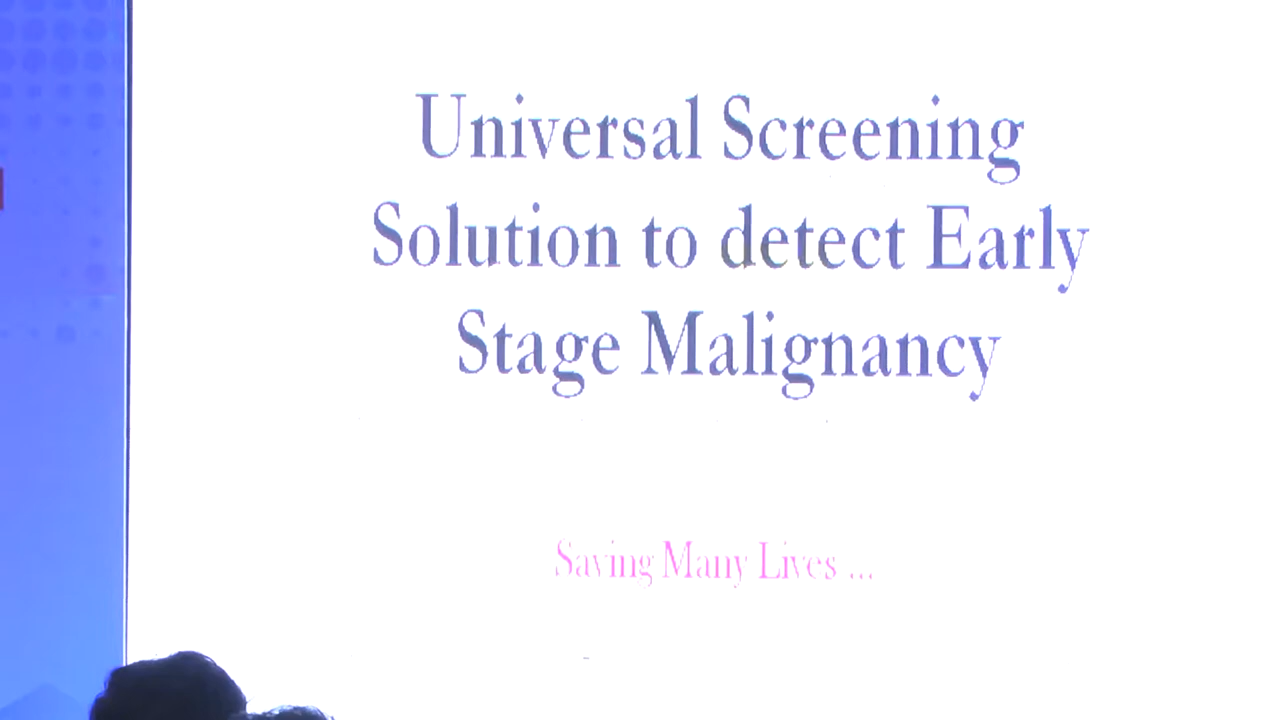 Universal Screening
Solution to detect Early
Stage Malignancy
Saving Many Lives ...